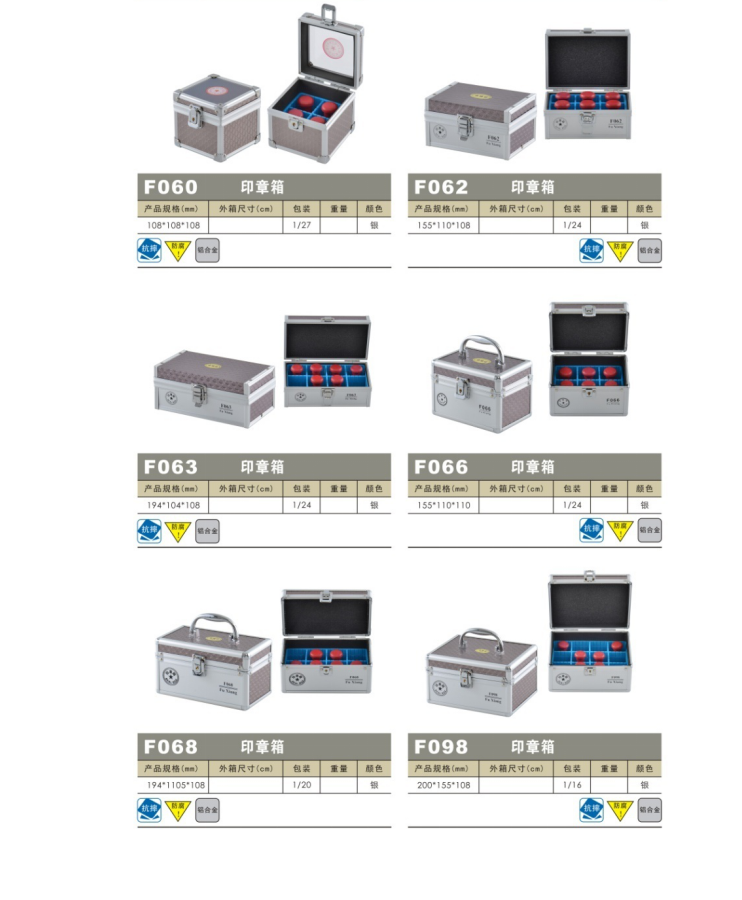 F062
F062
Fu Xiang
F060 印章箱
产品规格(mm) 外箱尺寸(cm) 包装 重量 颜色
108*108*108 1/27 银
抗摔 防腐! 铝合金
F062 印章箱
产品规格(mm) 外箱尺寸(cm) 包装 重量 颜色
155*110*108 1/24 银
抗摔 防腐! 铝合金
F063
F066
F066
F063 印章箱
产品规格(mm) 外箱尺寸(cm) 包装 重量 颜色
194*104*108 1/24 银
抗摔 防腐! 铝合金
F066 印章箱
产品规格(mm) 外箱尺寸(cm) 包装 重量 颜色
155*110*110 1/24 银
抗摔 防腐! 铝合金
F068 印章箱
产品规格(mm) 外箱尺寸(cm) 包装 重量 颜色
194*1105*108 1/20 银
抗摔 防腐! 铝合金
F098 印章箱
产品规格(mm) 外箱尺寸(cm) 包装 重量 颜色
200*155*108 1/16 银
抗摔 防腐! 铝合金